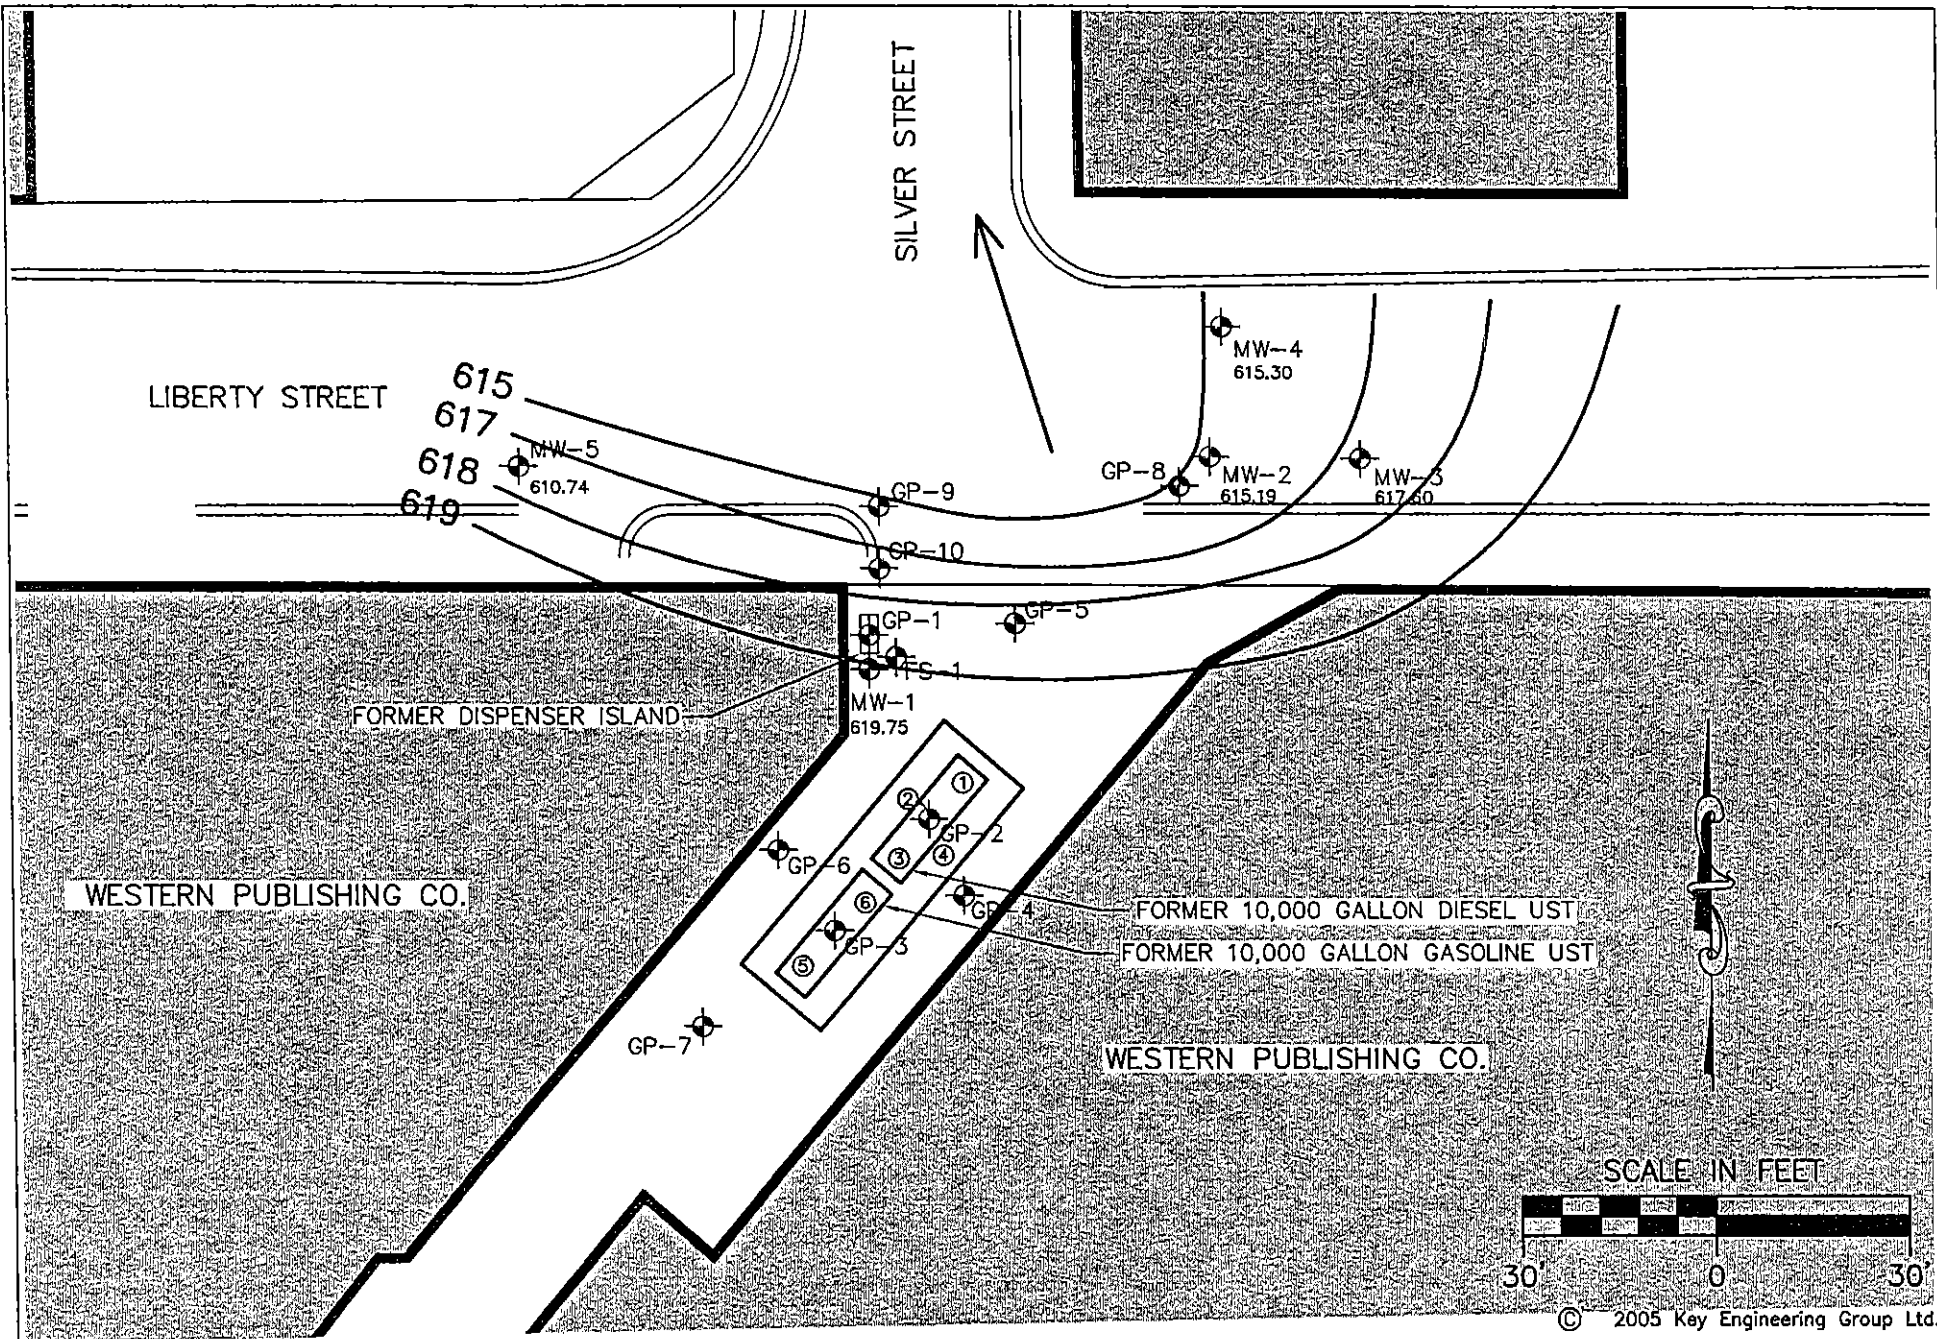 SILVER STREET
LIBERTY STREET
615
617
618
619
MW-4
615.30
MW-5
610.74
GP-8
MW-2
615.19
MW-3
617.60
GP-9
GP-10
GP-1
GP-5
TS-1
MW-1
619.75
FORMER DISPENSER ISLAND
①
②
GP-2
③
④
GP-6
⑥
GP-4
GP-3
⑤
GP-7
WESTERN PUBLISHING CO.
FORMER 10,000 GALLON DIESEL UST
FORMER 10,000 GALLON GASOLINE UST
WESTERN PUBLISHING CO.
SCALE IN FEET
30' 0 30'
© 2005 Key Engineering Group Ltd.